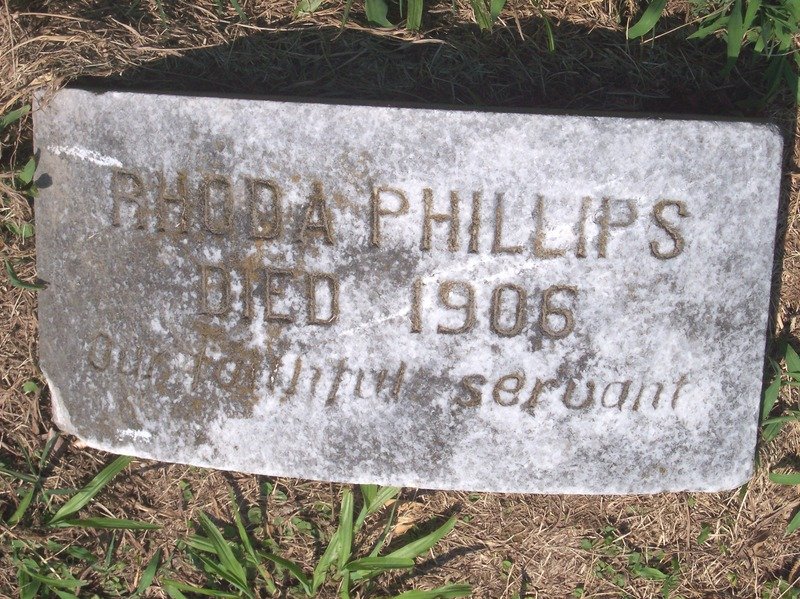 RHODA PHILLIPS
DIED 1906
our faithful servant